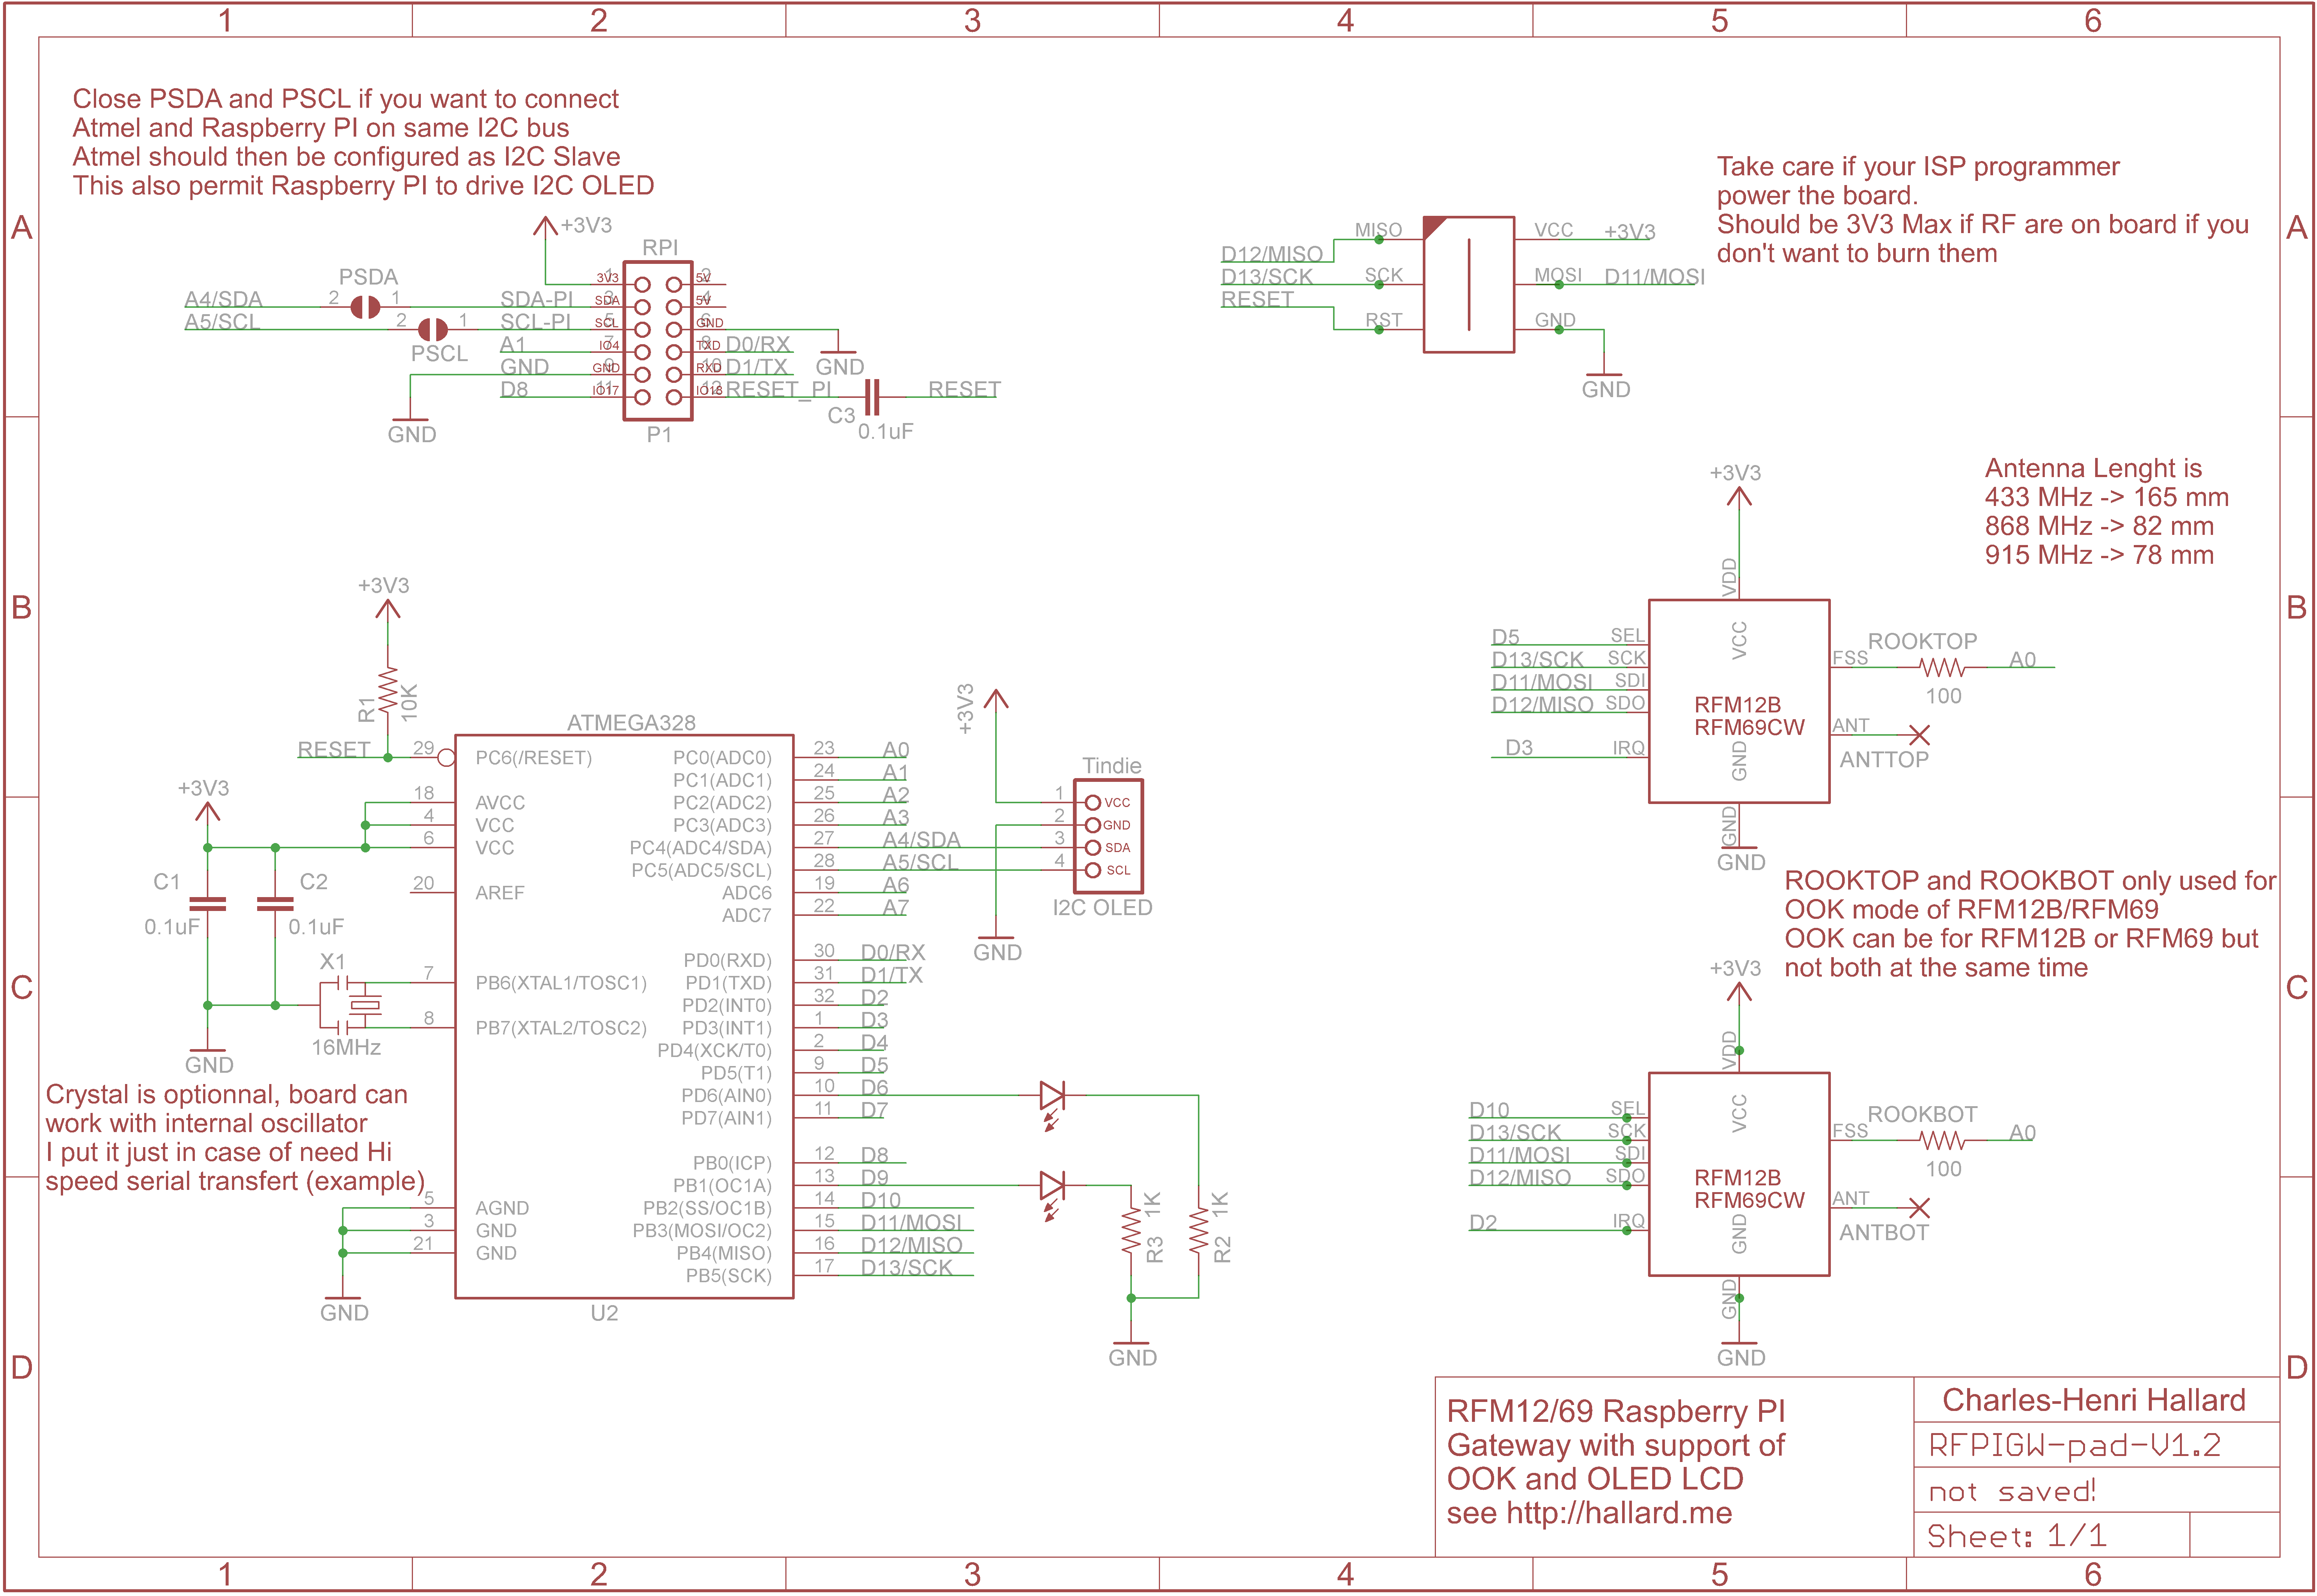 1 2 3 4 5 6
A
B
C
D
A
B
C
D
1 2 3 4 5 6
Close PSDA and PSCL if you want to connect
Atmel and Raspberry PI on same I2C bus
Atmel should then be configured as I2C Slave
This also permit Raspberry PI to drive I2C OLED
+3V3
RPI
PSDA
A4/SDA 2 1 SDA-PI
A5/SCL 2 1 SCL-PI
PSCL
A1
GND
D8
1 3V3 5V 2
3 SDA 5V 4
5 SCL GND 6
7 IO4 TXD 8 D0/RX
9 GND RXD 10 D1/TX
11 IO17 IO18 12 RESET_PI
GND
RESET
C3
0.1uF
GND
P1
MISO VCC +3V3
D12/MISO
D13/SCK SCK MOSI D11/MOSI
RESET
RST GND
GND
Take care if your ISP programmer
power the board.
Should be 3V3 Max if RF are on board if you
don't want to burn them
Antenna Lenght is
433 MHz -> 165 mm
868 MHz -> 82 mm
915 MHz -> 78 mm
+3V3
VDD
VCC
D5 SEL
D13/SCK SCK
D11/MOSI SDI
D12/MISO SDO
D3 IRQ
RFM12B
RFM69CW
GND
FSS
ROOKTOP
100
A0
ANT
ANTTOP
GND
GND
ROOKTOP and ROOKBOT only used for
OOK mode of RFM12B/RFM69
OOK can be for RFM12B or RFM69 but
not both at the same time
+3V3
VDD
VCC
D10 SEL
D13/SCK SCK
D11/MOSI SDI
D12/MISO SDO
D2 IRQ
RFM12B
RFM69CW
GND
FSS
ROOKBOT
100
A0
ANT
ANTBOT
GND
GND
+3V3
R1
10K
ATMEGA328
RESET 29 PC6(/RESET)
+3V3
18 AVCC
4 VCC
6 VCC
20 AREF
C1
0.1uF
C2
0.1uF
X1
7 PB6(XTAL1/TOSC1)
8 PB7(XTAL2/TOSC2)
16MHz
GND
Crystal is optionnal, board can
work with internal oscillator
I put it just in case of need Hi
speed serial transfert (example)
5 AGND
3 GND
21 GND
GND
U2
PC0(ADC0) 23 A0
PC1(ADC1) 24 A1
PC2(ADC2) 25 A2
PC3(ADC3) 26 A3
PC4(ADC4/SDA) 27 A4/SDA
PC5(ADC5/SCL) 28 A5/SCL
ADC6 19 A6
ADC7 22 A7
PD0(RXD) 30 D0/RX
PD1(TXD) 31 D1/TX
PD2(INT0) 32 D2
PD3(INT1) 1 D3
PD4(XCK/T0) 2 D4
PD5(T1) 9 D5
PD6(AIN0) 10 D6
PD7(AIN1) 11 D7
PB0(ICP) 12 D8
PB1(OC1A) 13 D9
PB2(SS/OC1B) 14 D10
PB3(MOSI/OC2) 15 D11/MOSI
PB4(MISO) 16 D12/MISO
PB5(SCK) 17 D13/SCK
+3V3
Tindie
1 VCC
2 GND
3 SDA
4 SCL
I2C OLED
GND
1K
R3
1K
R2
GND
RFM12/69 Raspberry PI
Gateway with support of
OOK and OLED LCD
see http://hallard.me
Charles-Henri Hallard
RFPIGW-pad-V1.2
not saved!
Sheet: 1/1